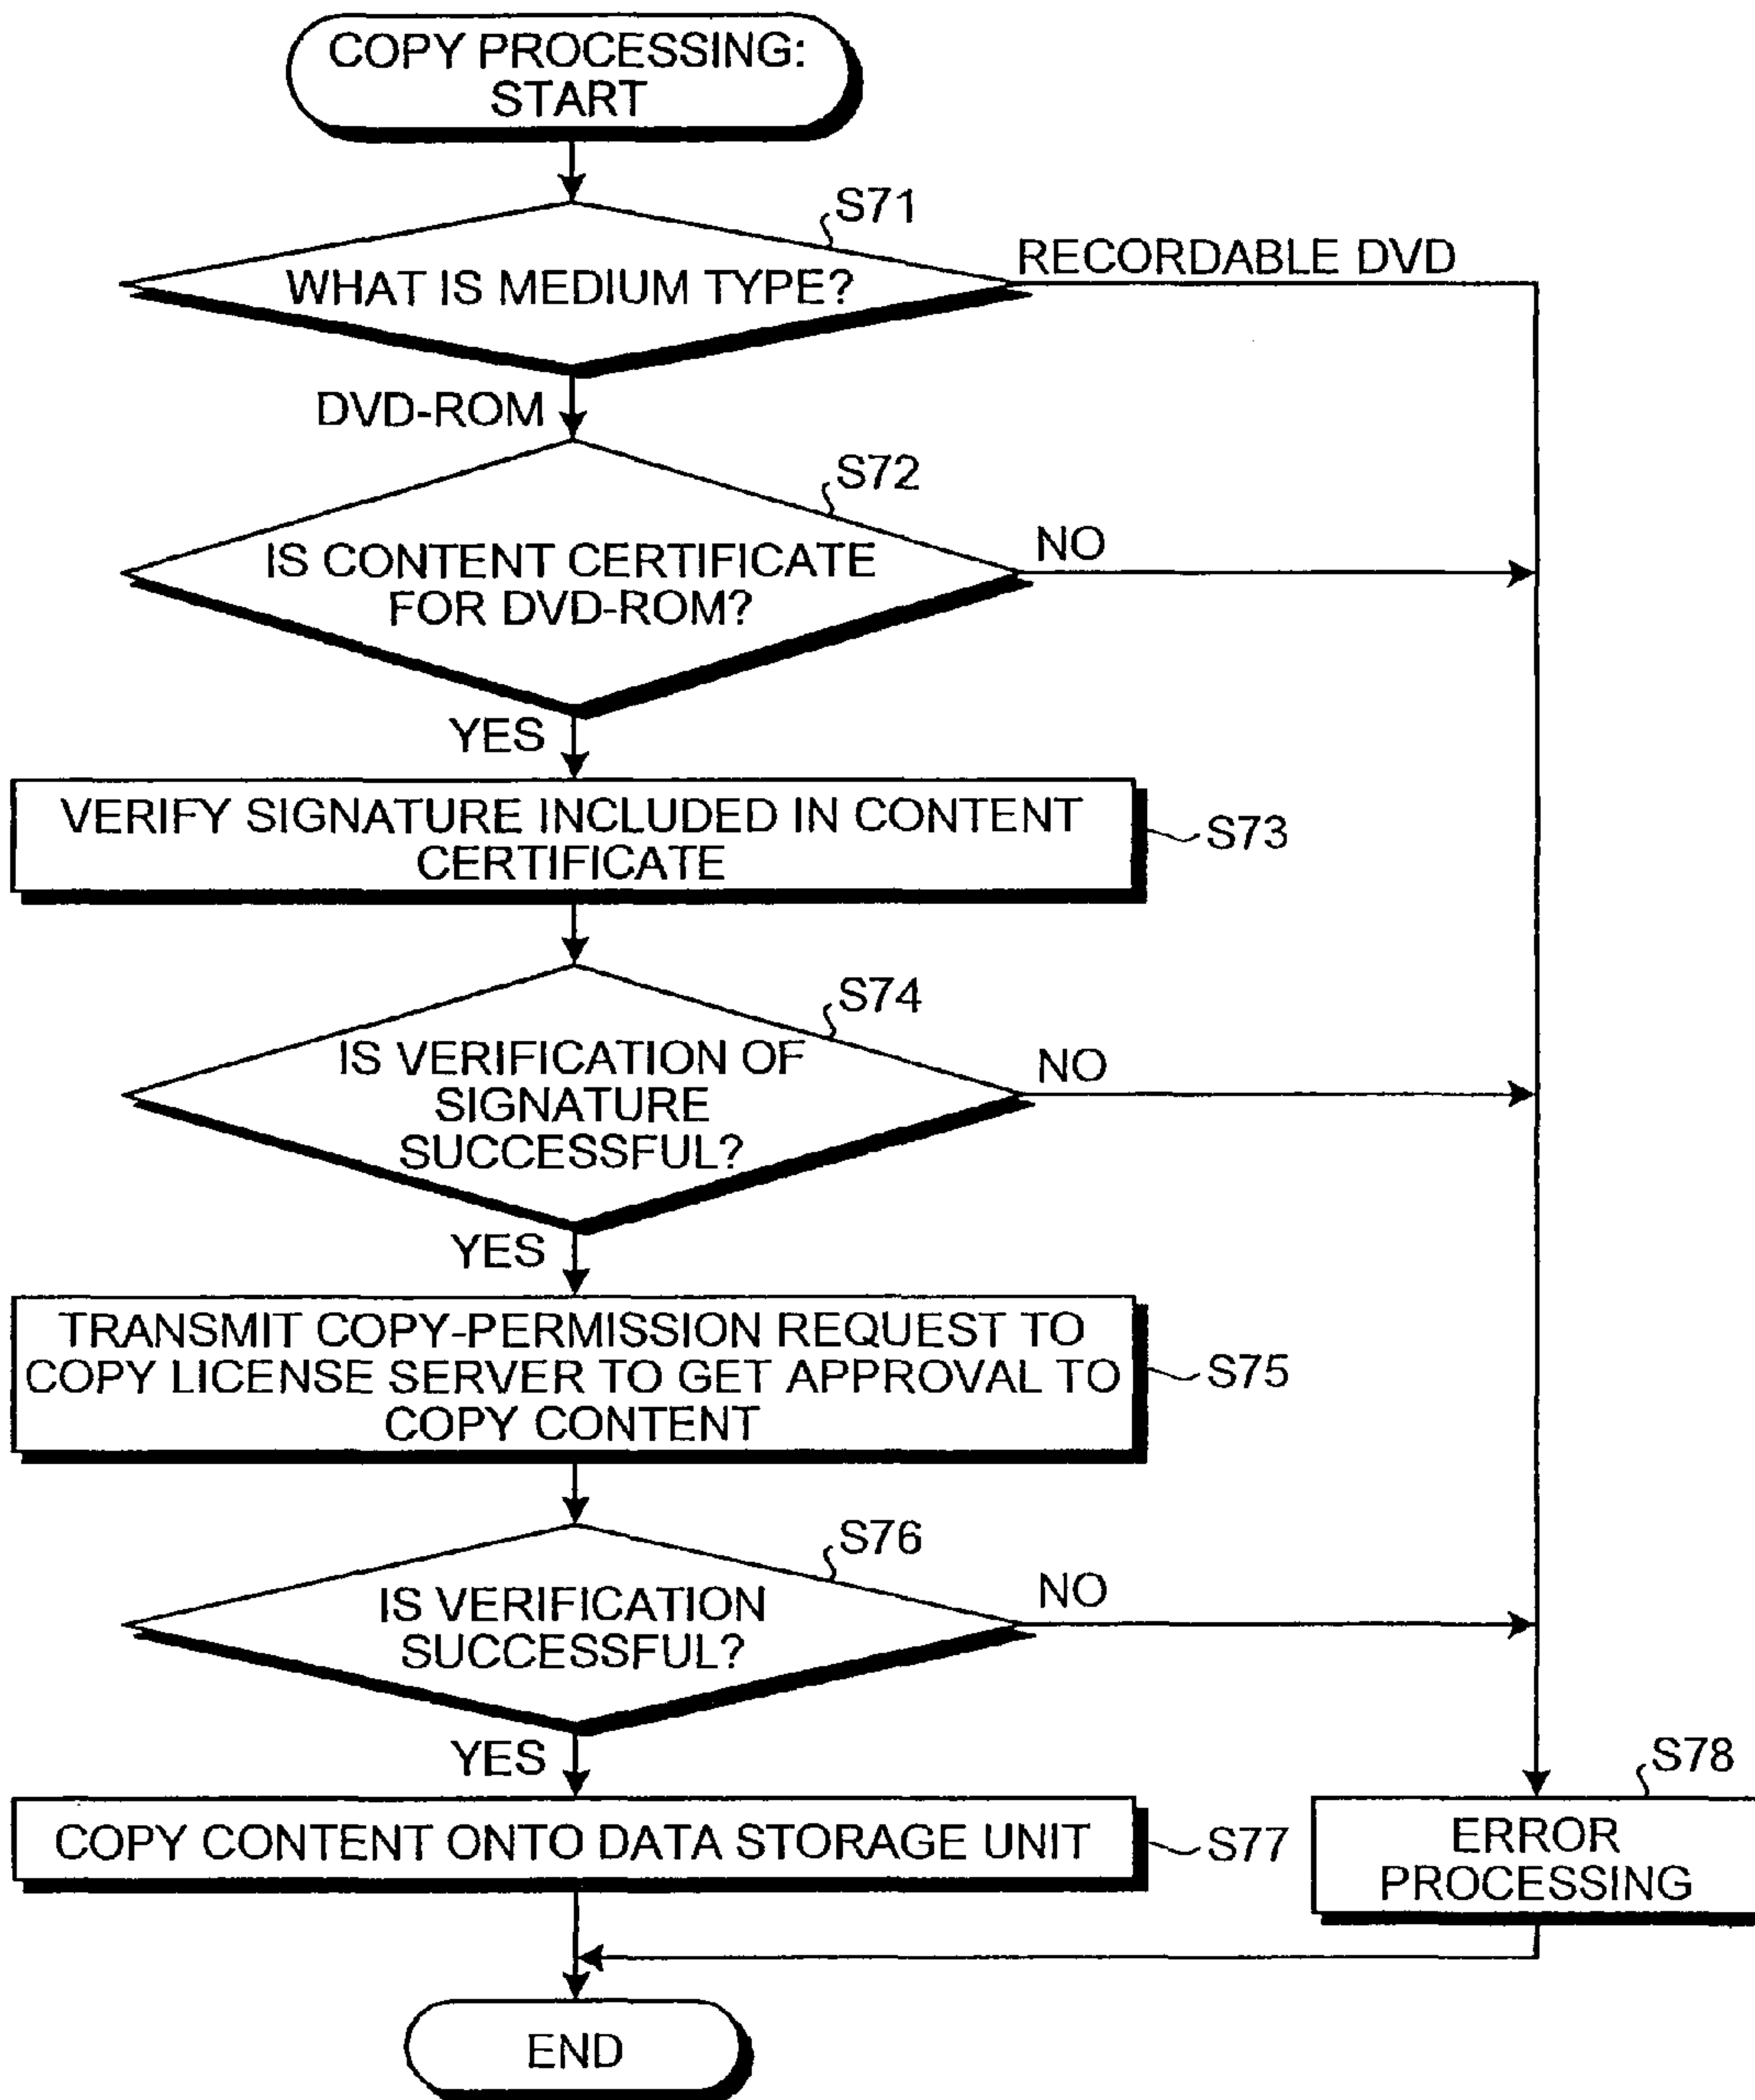 COPY PROCESSING:
START
S71
WHAT IS MEDIUM TYPE?
RECORDABLE DVD
DVD-ROM
S72
IS CONTENT CERTIFICATE
FOR DVD-ROM?
NO
YES
VERIFY SIGNATURE INCLUDED IN CONTENT
CERTIFICATE
S73
S74
IS VERIFICATION OF
SIGNATURE
SUCCESSFUL?
NO
YES
TRANSMIT COPY-PERMISSION REQUEST TO
COPY LICENSE SERVER TO GET APPROVAL TO
COPY CONTENT
S75
S76
IS VERIFICATION
SUCCESSFUL?
NO
YES
COPY CONTENT ONTO DATA STORAGE UNIT
S77
S78
ERROR
PROCESSING
END